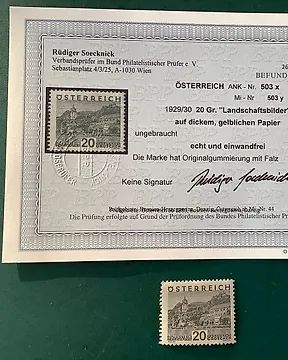 Rüdiger Soecknick
Verbandsprüfer im Bund Philatelistischer Prüfer e. V.
Sebastianplatz 4/3/25, A-1030 Wien
26
BEFUND
ÖSTERREICH ANK - Nr. 503 x
Mi - Nr 503 y
1929/30 20 Gr. "Landschaftsbilder"
auf dickem, gelblichen Papier
ungebraucht
echt und einwandfrei
Die Marke hat Originalgummierung mit Falz
Keine Signatur
Die Prüfung erfolgte auf Grund der Prüfordnung des Bundes Philatelistischer
ÖSTERREICH
20
ÖSTERREICH
20